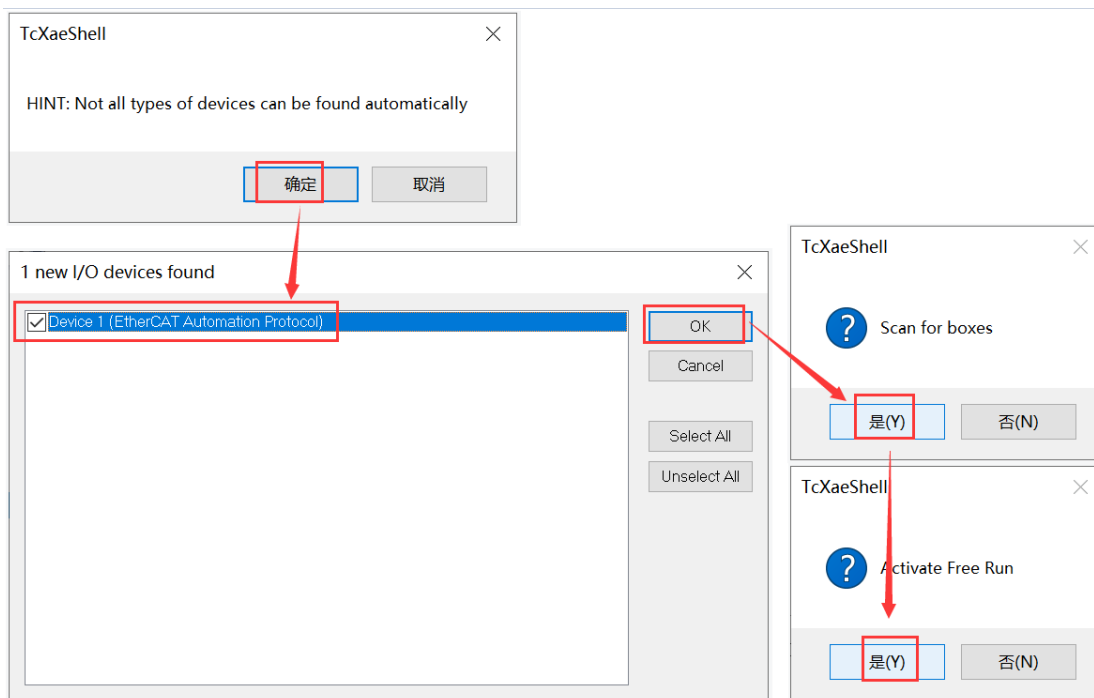 TcXaeShell
HINT: Not all types of devices can be found automatically
确定
取消
1 new I/O devices found
Device 1 (EtherCAT Automation Protocol)
OK
Cancel
Select All
Unselect All
TcXaeShell
Scan for boxes
是(Y)
否(N)
TcXaeShell
Activate Free Run
是(Y)
否(N)